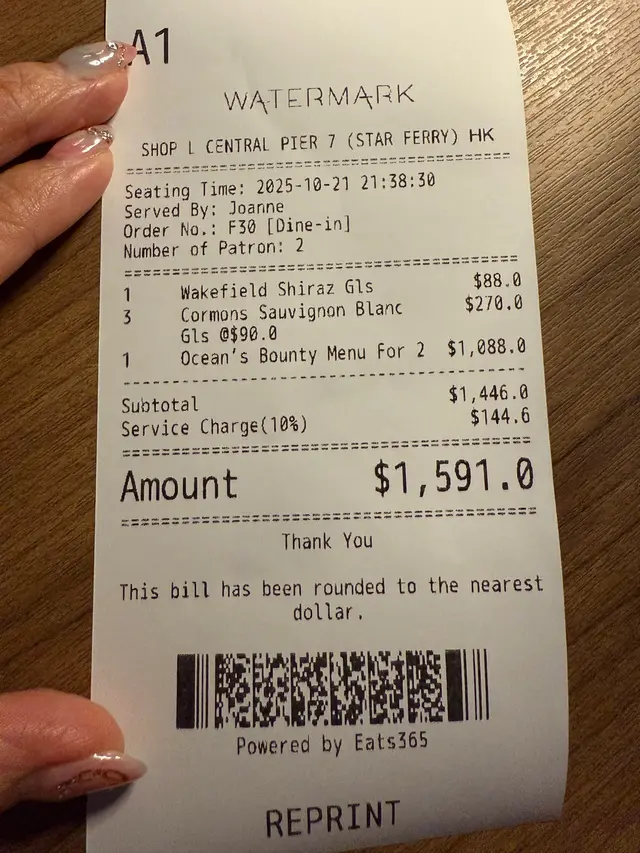 A1
WATERMARK
SHOP L CENTRAL PIER 7 (STAR FERRY) HK
Seating Time: 2025-10-21 21:38:30
Served By: Joanne
Order No.: F30 [Dine-in]
Number of Patron: 2
1 Wakefield Shiraz Gls $88.0
3 Cormons Sauvignon Blanc $270.0
Gls @$90.0
1 Ocean's Bounty Menu For 2 $1,088.0
Subtotal $1,446.0
Service Charge(10%) $144.6
Amount $1,591.0
Thank You
This bill has been rounded to the nearest
dollar.
Powered by Eats365
REPRINT